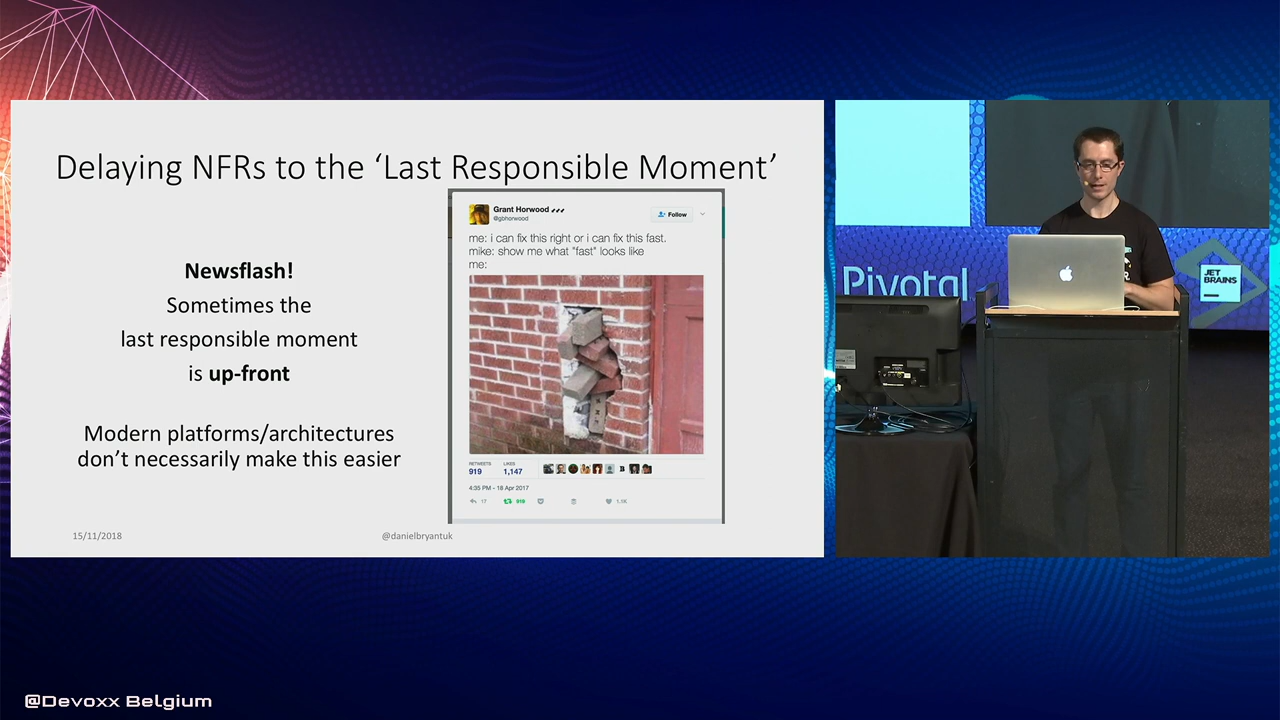 Delaying NFRs to the ‘Last Responsible Moment’
Newsflash!
Sometimes the
last responsible moment
is up-front
Modern platforms/architectures
don’t necessarily make this easier
Grant Horwood
@gbhorwood
Follow
me: i can fix this right or i can fix this fast.
mike: show me what "fast" looks like
me:
RETWEETS
919
LIKES
1,147
4:35 PM - 18 Apr 2017
17
919
1.1K
15/11/2018
@danielbryantuk
Pivotal
JET
BRAINS
@Devoxx Belgium